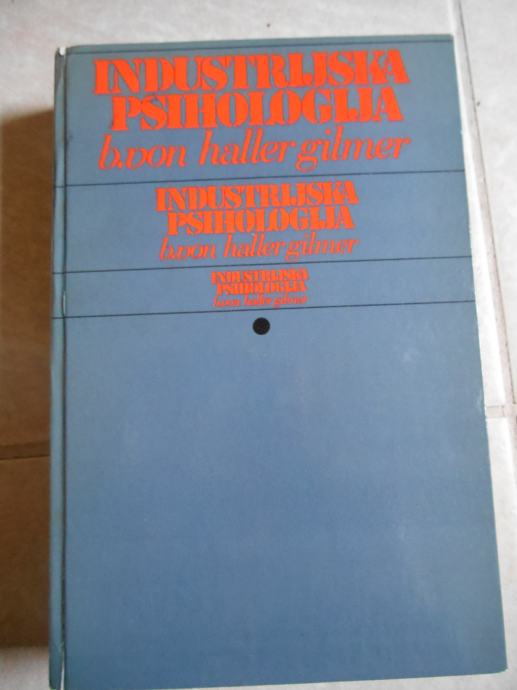 INDUSTRIJSKA
PSIHOLOGIJA
b.von haller gilmer
INDUSTRIJSKA
PSIHOLOGIJA
b.von haller gilmer
INDUSTRIJSKA
PSIHOLOGIJA
b.von haller gilmer